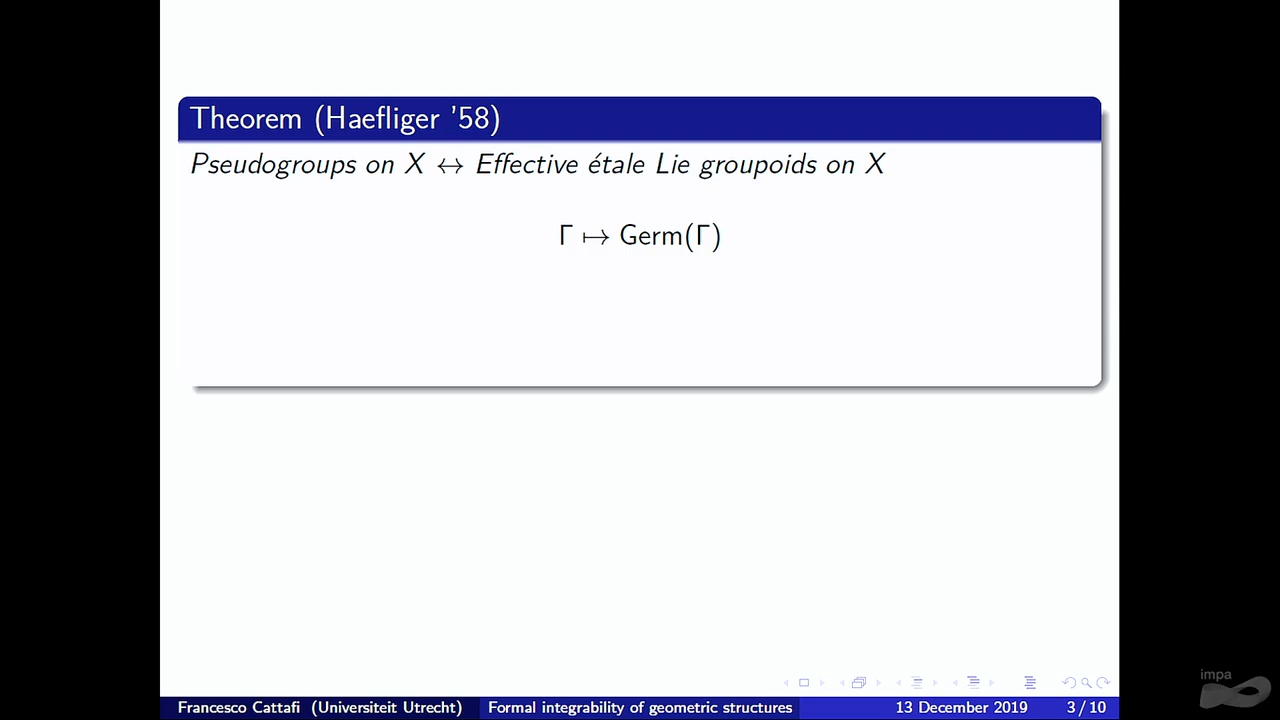 Theorem (Haefliger '58)
Pseudogroups on X ↔ Effective étale Lie groupoids on X
Γ ↦ Germ(Γ)
impa
Francesco Cattafi (Universiteit Utrecht) Formal integrability of geometric structures 13 December 2019 3 / 10